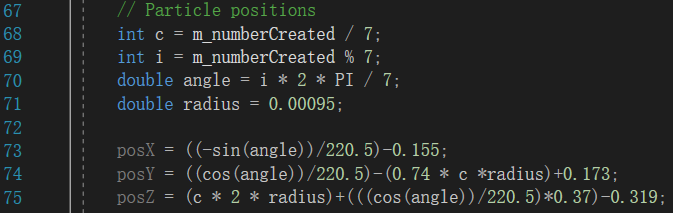 67 // Particle positions
68 int c = m_numberCreated / 7;
69 int i = m_numberCreated % 7;
70 double angle = i * 2 * PI / 7;
71 double radius = 0.00095;
72
73 posX = ((-sin(angle))/220.5)-0.155;
74 posY = ((cos(angle))/220.5)-(0.74 * c *radius)+0.173;
75 posZ = (c * 2 * radius)+(((cos(angle))/220.5)*0.37)-0.319;